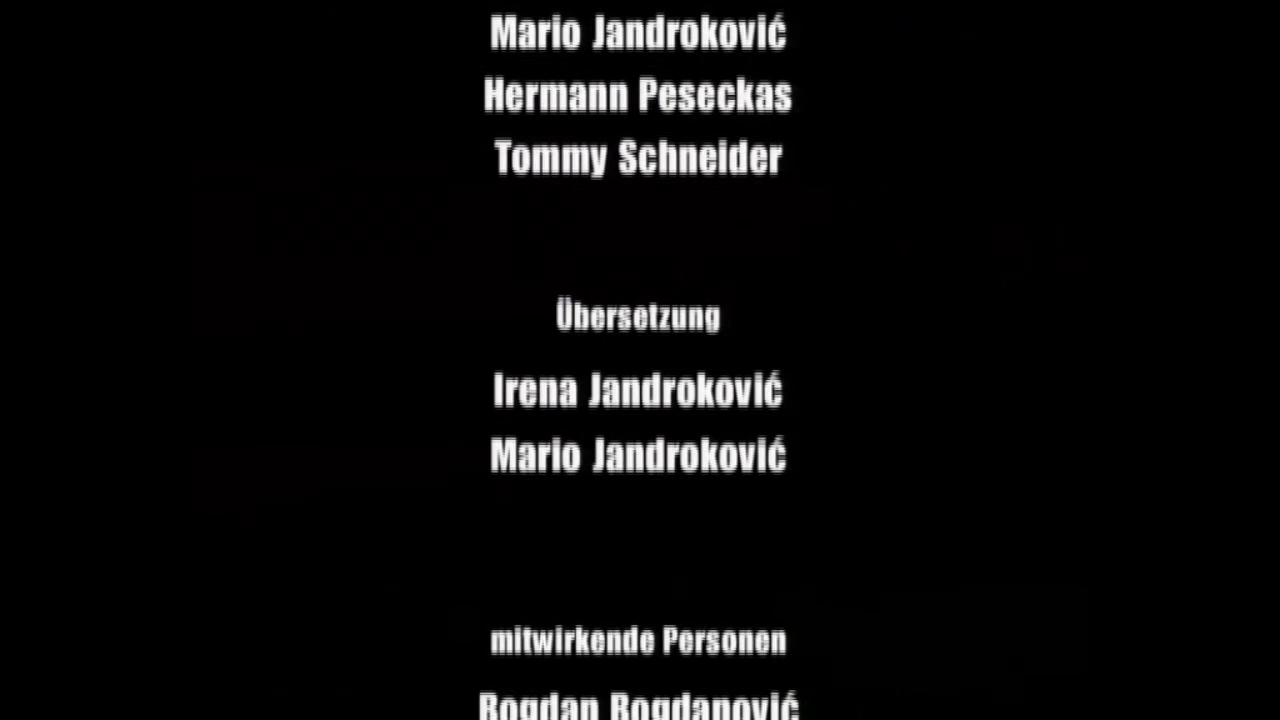 Mario Jandroković
Hermann Peseckas
Tommy Schneider
Übersetzung
Irena Jandroković
Mario Jandroković
mitwirkende Personen
Bogdan Bogdanović